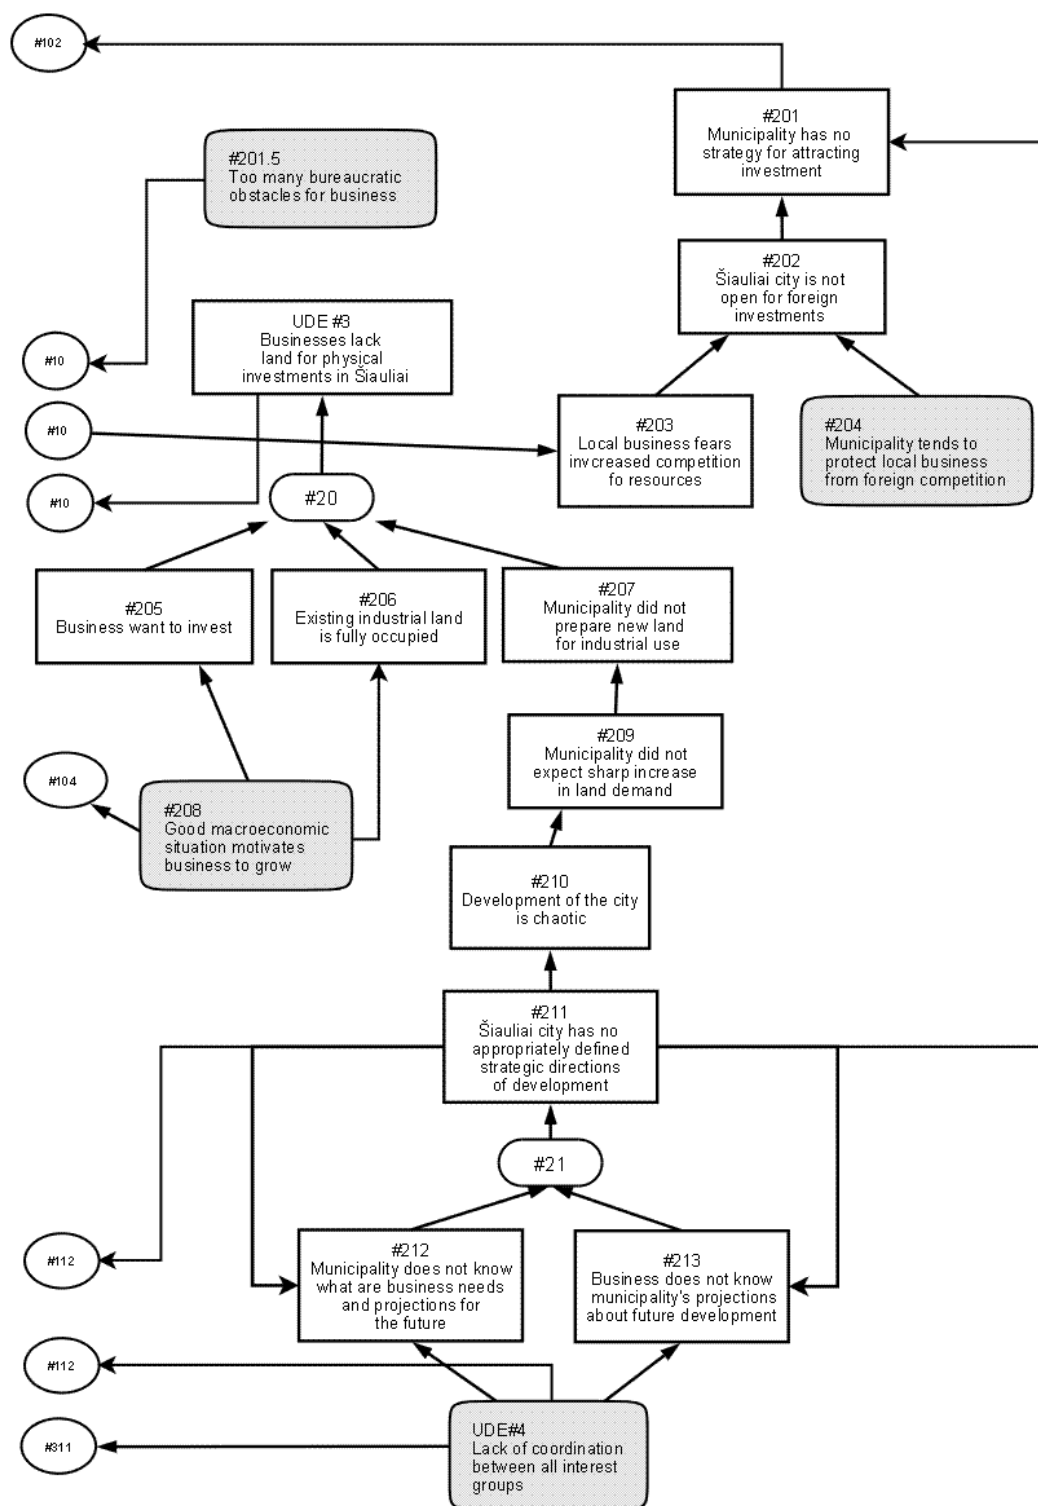 #102
#201
Municipality has no
strategy for attracting
investment
#201.5
Too many bureaucratic
obstacles for business
#202
Šiauliai city is not
open for foreign
investments
UDE #3
Businesses lack
land for physical
investments in Šiauliai
#10
#10
#10
#203
Local business fears
invcreased competition
fo resources
#204
Municipality tends to
protect local business
from foreign competition
#20
#205
Business want to invest
#206
Existing industrial land
is fully occupied
#207
Municipality did not
prepare new land
for industrial use
#209
Municipality did not
expect sharp increase
in land demand
#104
#208
Good macroeconomic
situation motivates
business to grow
#210
Development of the city
is chaotic
#211
Šiauliai city has no
appropriately defined
strategic directions
of development
#21
#112
#212
Municipality does not know
what are business needs
and projections for
the future
#213
Business does not know
municipality's projections
about future development
#112
#311
UDE#4
Lack of coordination
between all interest
groups